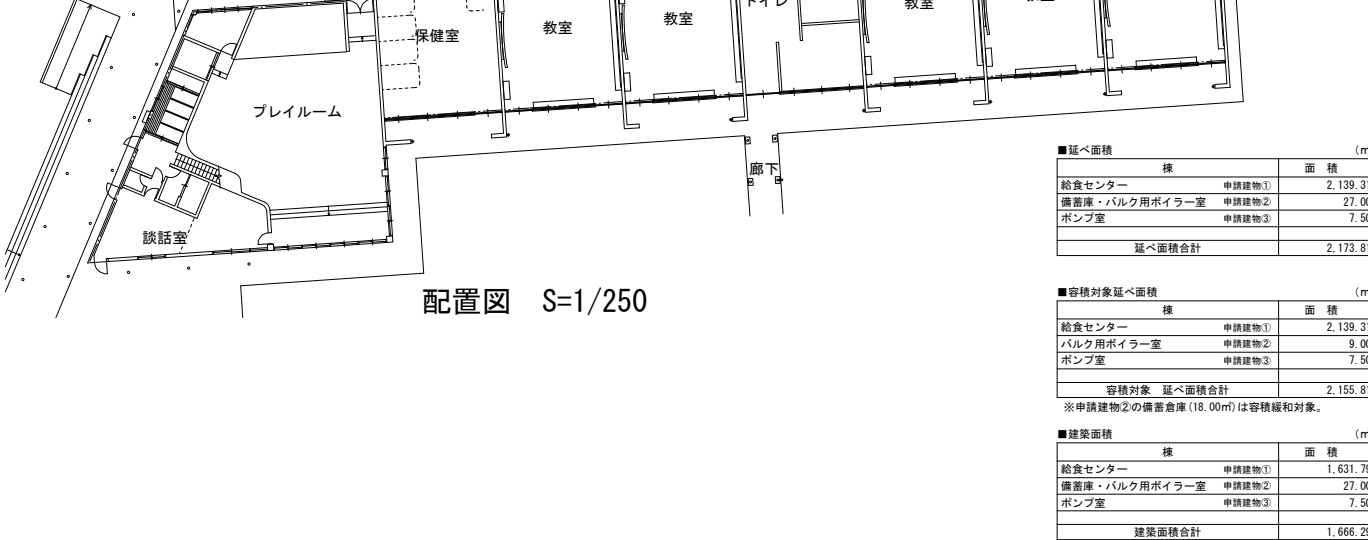 トイレ
教室
教室
教室
保健室
プレイルーム
廊下
談話室
配置図 S=1/250
■延べ面積 (m
棟 面 積
給食センター 申請建物① 2,139.31
備蓄庫・バルク用ボイラー室 申請建物② 27.00
ポンプ室 申請建物③ 7.50
延べ面積合計 2,173.81
■容積対象延べ面積 (m
棟 面 積
給食センター 申請建物① 2,139.31
バルク用ボイラー室 申請建物② 9.00
ポンプ室 申請建物③ 7.50
容積対象 延べ面積合計 2,155.81
※申請建物②の備蓄倉庫(18.00㎡)は容積緩和対象。
■建築面積 (m
棟 面 積
給食センター 申請建物① 1,631.79
備蓄庫・バルク用ボイラー室 申請建物② 27.00
ポンプ室 申請建物③ 7.50
建築面積合計 1,666.29